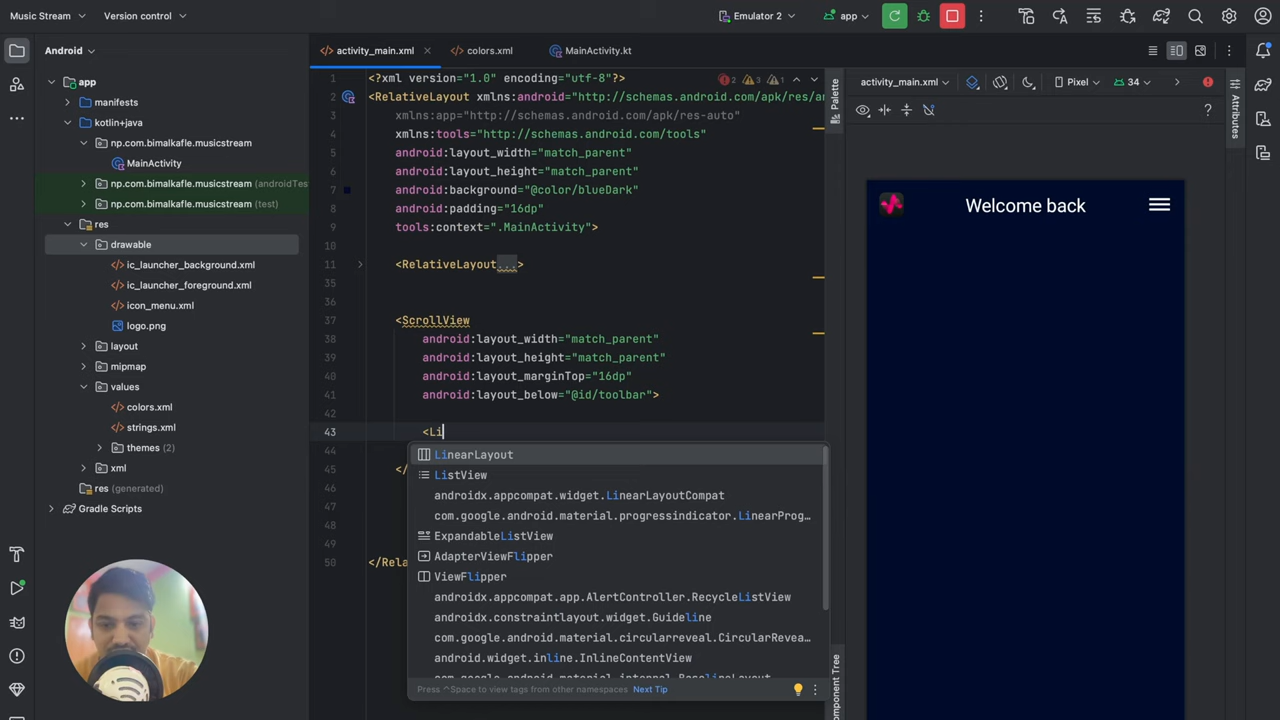 Music Stream
Version control
Emulator 2
app
Android
activity_main.xml
colors.xml
MainActivity.kt
app
manifests
kotlin+java
np.com.bimalkafle.musicstream
MainActivity
np.com.bimalkafle.musicstream (androidTes
np.com.bimalkafle.musicstream (test)
res
drawable
ic_launcher_background.xml
ic_launcher_foreground.xml
icon_menu.xml
logo.png
layout
mipmap
values
colors.xml
strings.xml
themes (2)
xml
res (generated)
Gradle Scripts
1 <?xml version="1.0" encoding="utf-8"?>
2 <RelativeLayout xmlns:android="http://schemas.android.com/apk/res/an
3 xmlns:app="http://schemas.android.com/apk/res-auto"
4 xmlns:tools="http://schemas.android.com/tools"
5 android:layout_width="match_parent"
6 android:layout_height="match_parent"
7 android:background="@color/blueDark"
8 android:padding="16dp"
9 tools:context=".MainActivity">
10
11 <RelativeLayout...>
35
36
37 <ScrollView
38 android:layout_width="match_parent"
39 android:layout_height="match_parent"
40 android:layout_marginTop="16dp"
41 android:layout_below="@id/toolbar">
42
43 <Li
44
45 </
46
47
48
49
50 </Rela
2 3 1
LinearLayout
ListView
androidx.appcompat.widget.LinearLayoutCompat
com.google.android.material.progressindicator.LinearProg...
ExpandableListView
AdapterViewFlipper
ViewFlipper
androidx.appcompat.app.AlertController.RecycleListView
androidx.constraintlayout.widget.Guideline
com.google.android.material.circularreveal.CircularRevea...
android.widget.inline.InlineContentView
com.google.android.material.internal.BaselineLayout
Press ^Space to view tags from other namespaces Next Tip
Palette
Component Tree
activity_main.xml
Pixel
34
?
Attributes
Welcome back